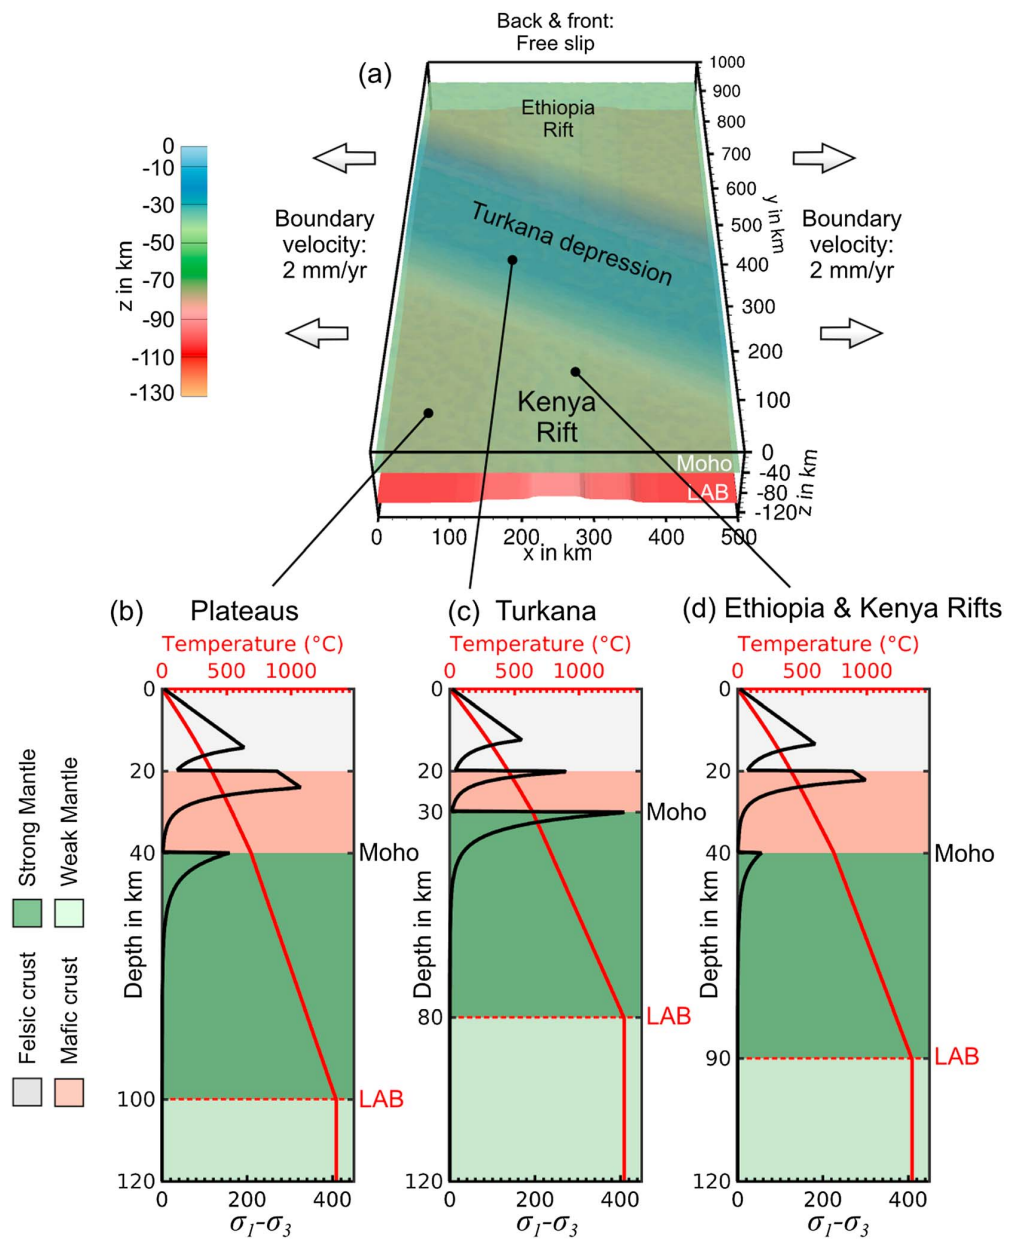 Back & front:
Free slip
(a)
1000
900
800
700
600
500
400
300
200
100
0
y in km
Ethiopia
Rift
Turkana depression
Kenya
Rift
Moho
LAB
0
-10
-30
-50
-70
-90
-110
-130
z in km
Boundary
velocity:
2 mm/yr
Boundary
velocity:
2 mm/yr
-40
-80
-120
z in km
0 100 200 300 400 500
x in km
(b) Plateaus
Temperature (°C)
0 500 1000
0
20
40
100
120
Depth in km
Moho
LAB
0 200 400
σ1-σ3
(c) Turkana
Temperature (°C)
0 500 1000
0
20
30
80
120
Depth in km
Moho
LAB
0 200 400
σ1-σ3
(d) Ethiopia & Kenya Rifts
Temperature (°C)
0 500 1000
0
20
40
90
120
Depth in km
Moho
LAB
0 200 400
σ1-σ3
Strong Mantle
Weak Mantle
Felsic crust
Mafic crust